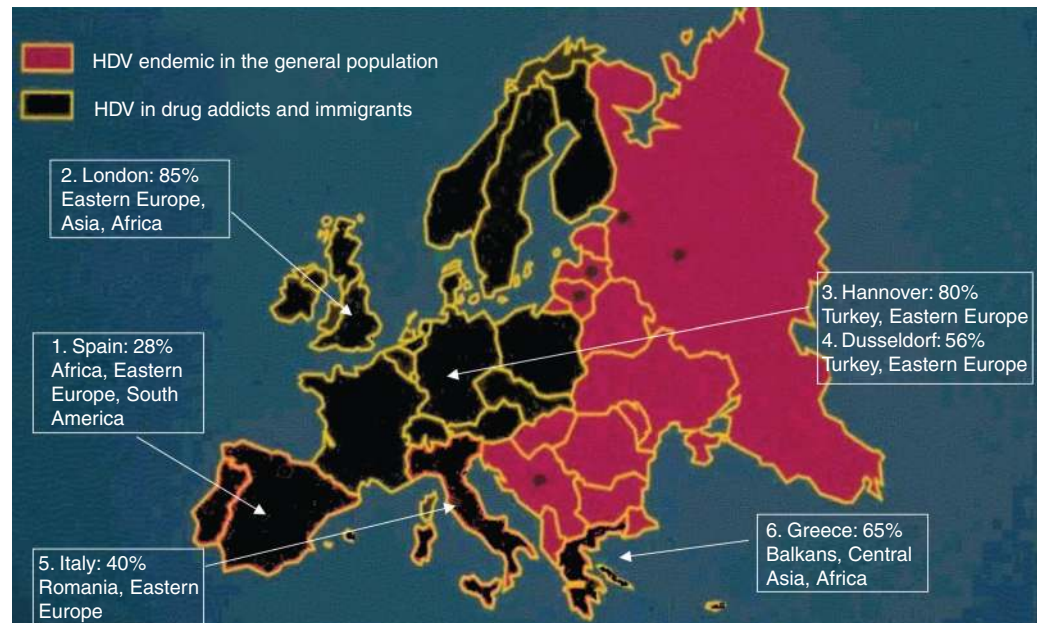 HDV endemic in the general population
HDV in drug addicts and immigrants
2. London: 85%
Eastern Europe,
Asia, Africa
3. Hannover: 80%
Turkey, Eastern Europe
4. Dusseldorf: 56%
Turkey, Eastern Europe
1. Spain: 28%
Africa, Eastern
Europe, South
America
5. Italy: 40%
Romania, Eastern
Europe
6. Greece: 65%
Balkans, Central
Asia, Africa